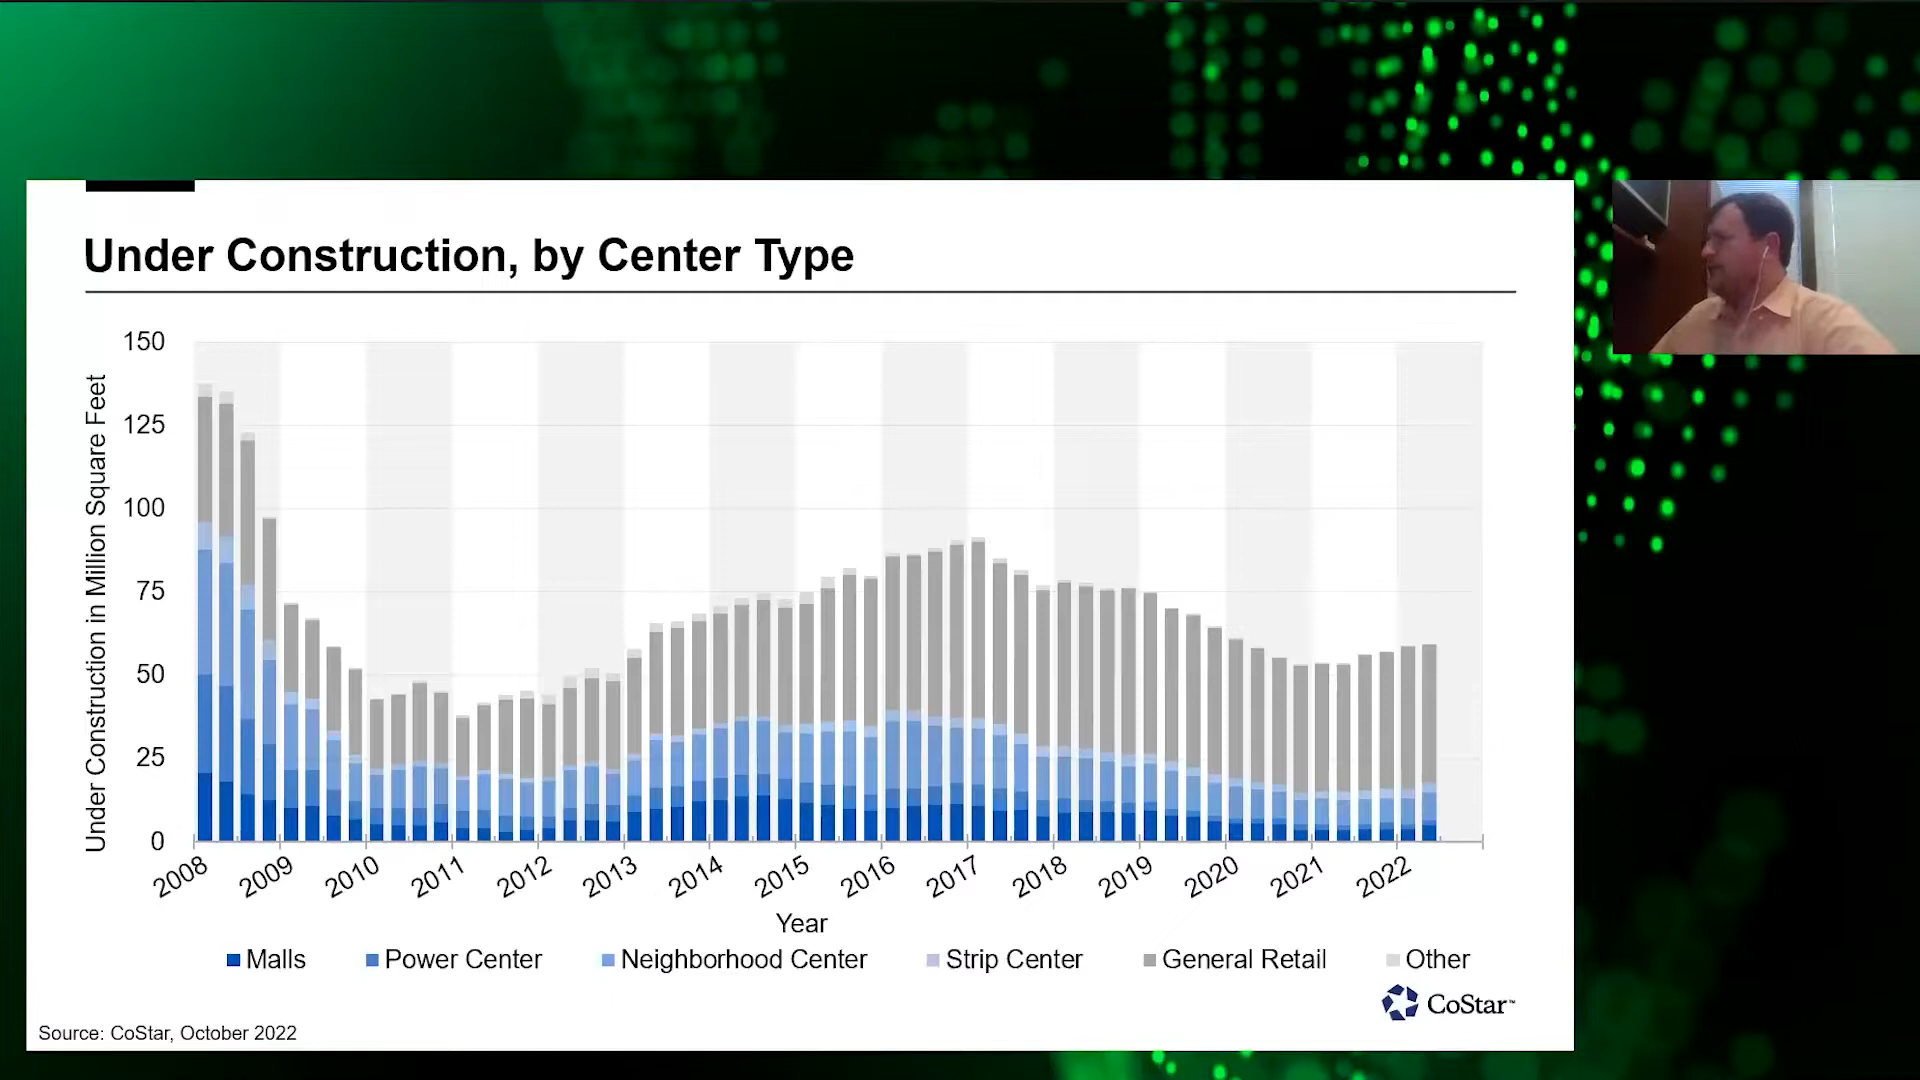 Under Construction, by Center Type
Under Construction in Million Square Feet
150
125
100
75
50
25
0
2008 2009 2010 2011 2012 2013 2014 2015 2016 2017 2018 2019 2020 2021 2022
Year
Malls Power Center Neighborhood Center Strip Center General Retail Other
CoStar™
Source: CoStar, October 2022